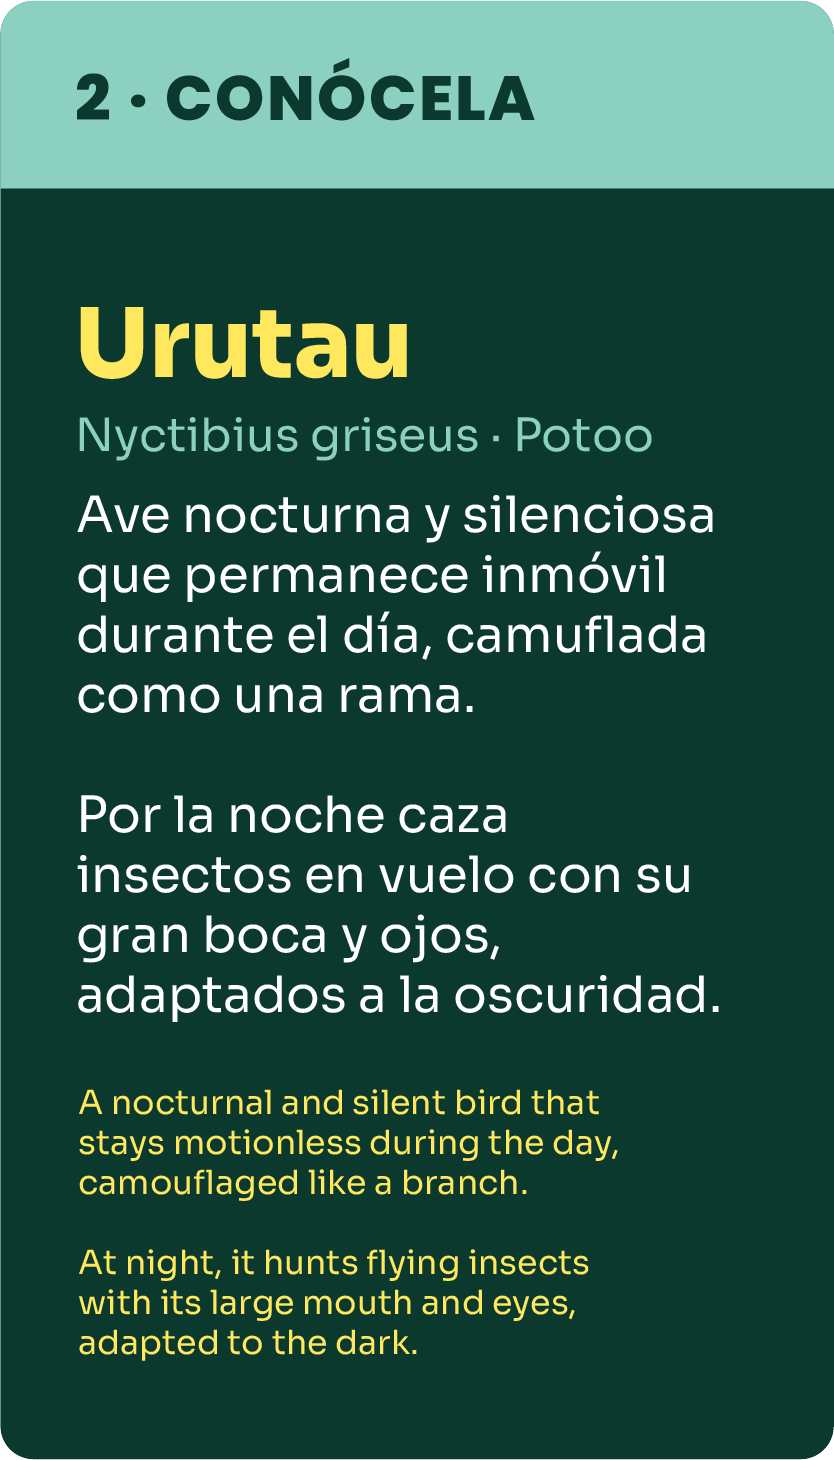 2 · CONÓCELA
Urutau
Nyctibius griseus · Potoo
Ave nocturna y silenciosa
que permanece inmóvil
durante el día, camuflada
como una rama.
Por la noche caza
insectos en vuelo con su
gran boca y ojos,
adaptados a la oscuridad.
A nocturnal and silent bird that
stays motionless during the day,
camouflaged like a branch.
At night, it hunts flying insects
with its large mouth and eyes,
adapted to the dark.